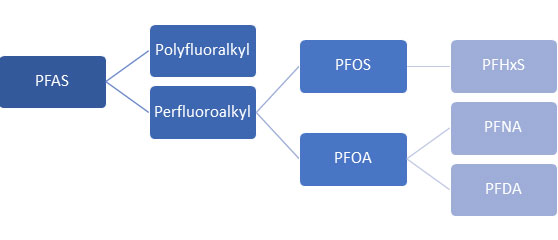 PFAS
Polyfluoralkyl
Perfluoroalkyl
PFOS
PFOA
PFHxS
PFNA
PFDA